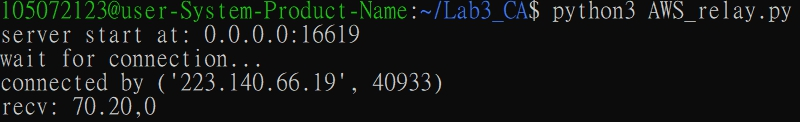 105072123@user-System-Product-Name:~/Lab3_CA$ python3 AWS_relay.py
server start at: 0.0.0.0:16619
wait for connection...
connected by ('223.140.66.19', 40933)
recv: 70.20,0